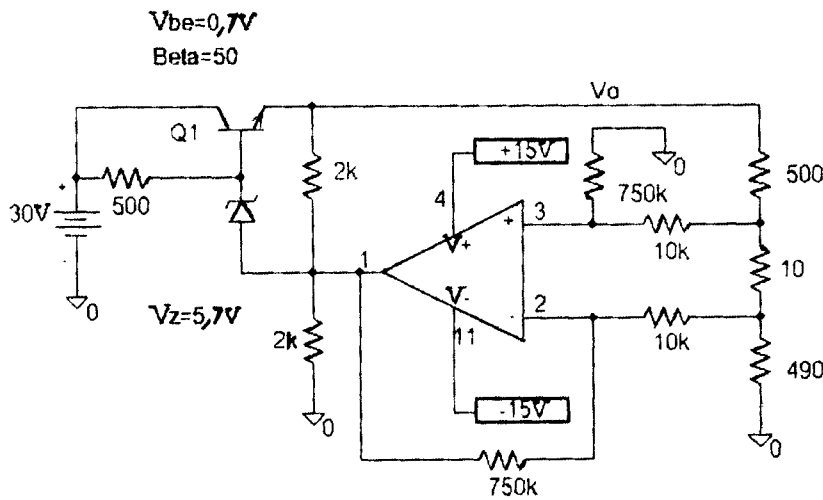 Vbe=0,7V
Beta=50
Vo
Q1
+15V
0
2k
4
750k
500
500
30V
+
3
10k
V+
1
10
0
Vz=5,7V
V-
2
-
2k
11
10k
490
-15V
0
0
750k